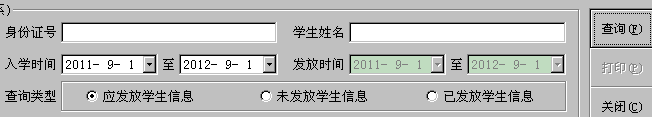 系)
身份证号 学生姓名 查询(F)
入学时间 2011- 9- 1 至 2012- 9- 1 发放时间 2011- 9- 1 至 2012- 9- 1 打印(P)
查询类型 应发放学生信息 未发放学生信息 已发放学生信息 关闭(C)